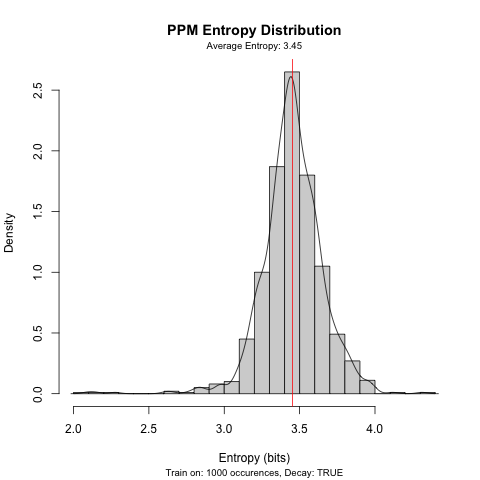 PPM Entropy Distribution
Average Entropy: 3.45
2.5
2.0
1.5
1.0
0.5
0.0
Density
2.0 2.5 3.0 3.5 4.0
Entropy (bits)
Train on: 1000 occurences, Decay: TRUE